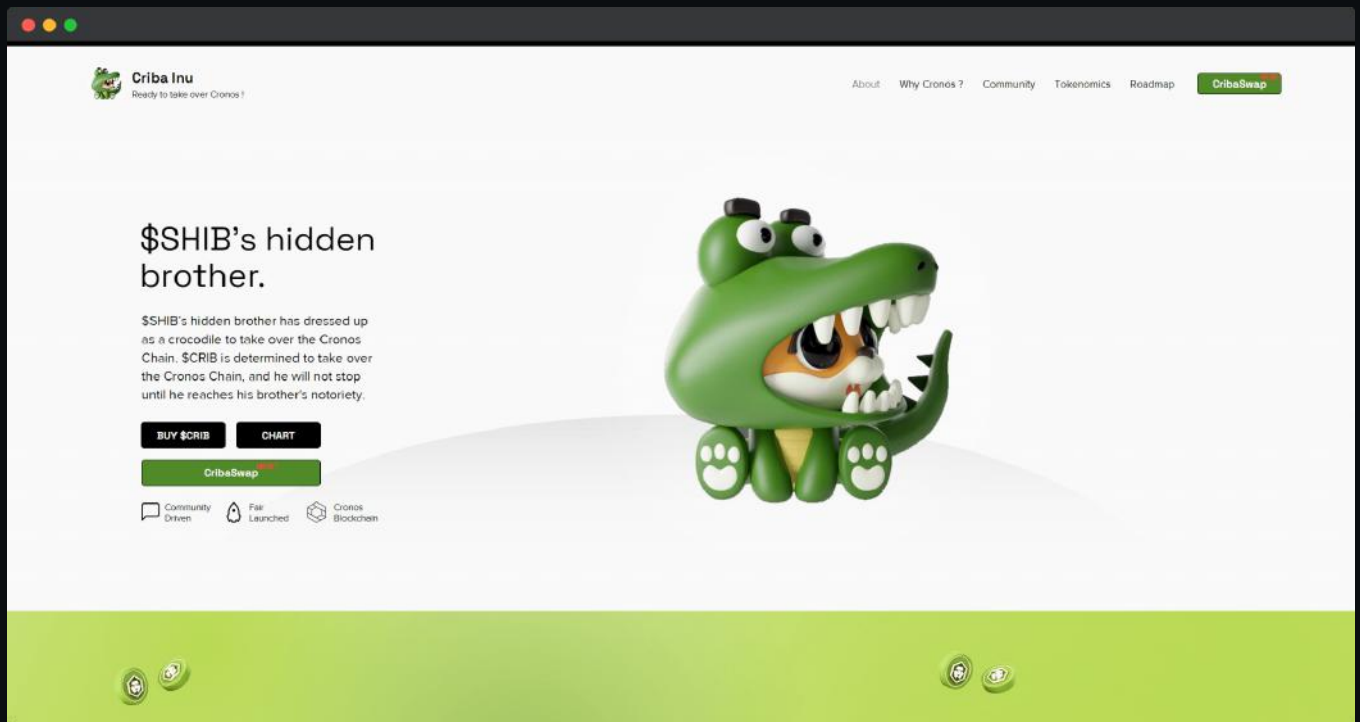 Criba Inu
Ready to take over Cronos !
About
Why Cronos ?
Community
Tokenomics
Roadmap
CribaSwap
$SHIB's hidden
brother.
$SHIB's hidden brother has dressed up
as a crocodile to take over the Cronos
Chain. $CRIB is determined to take over
the Cronos Chain, and he will not stop
until he reaches his brother's notoriety.
BUY $CRIB
CHART
CribaSwap
Community
Driven
Fair
Launched
Cronos
Blockchain